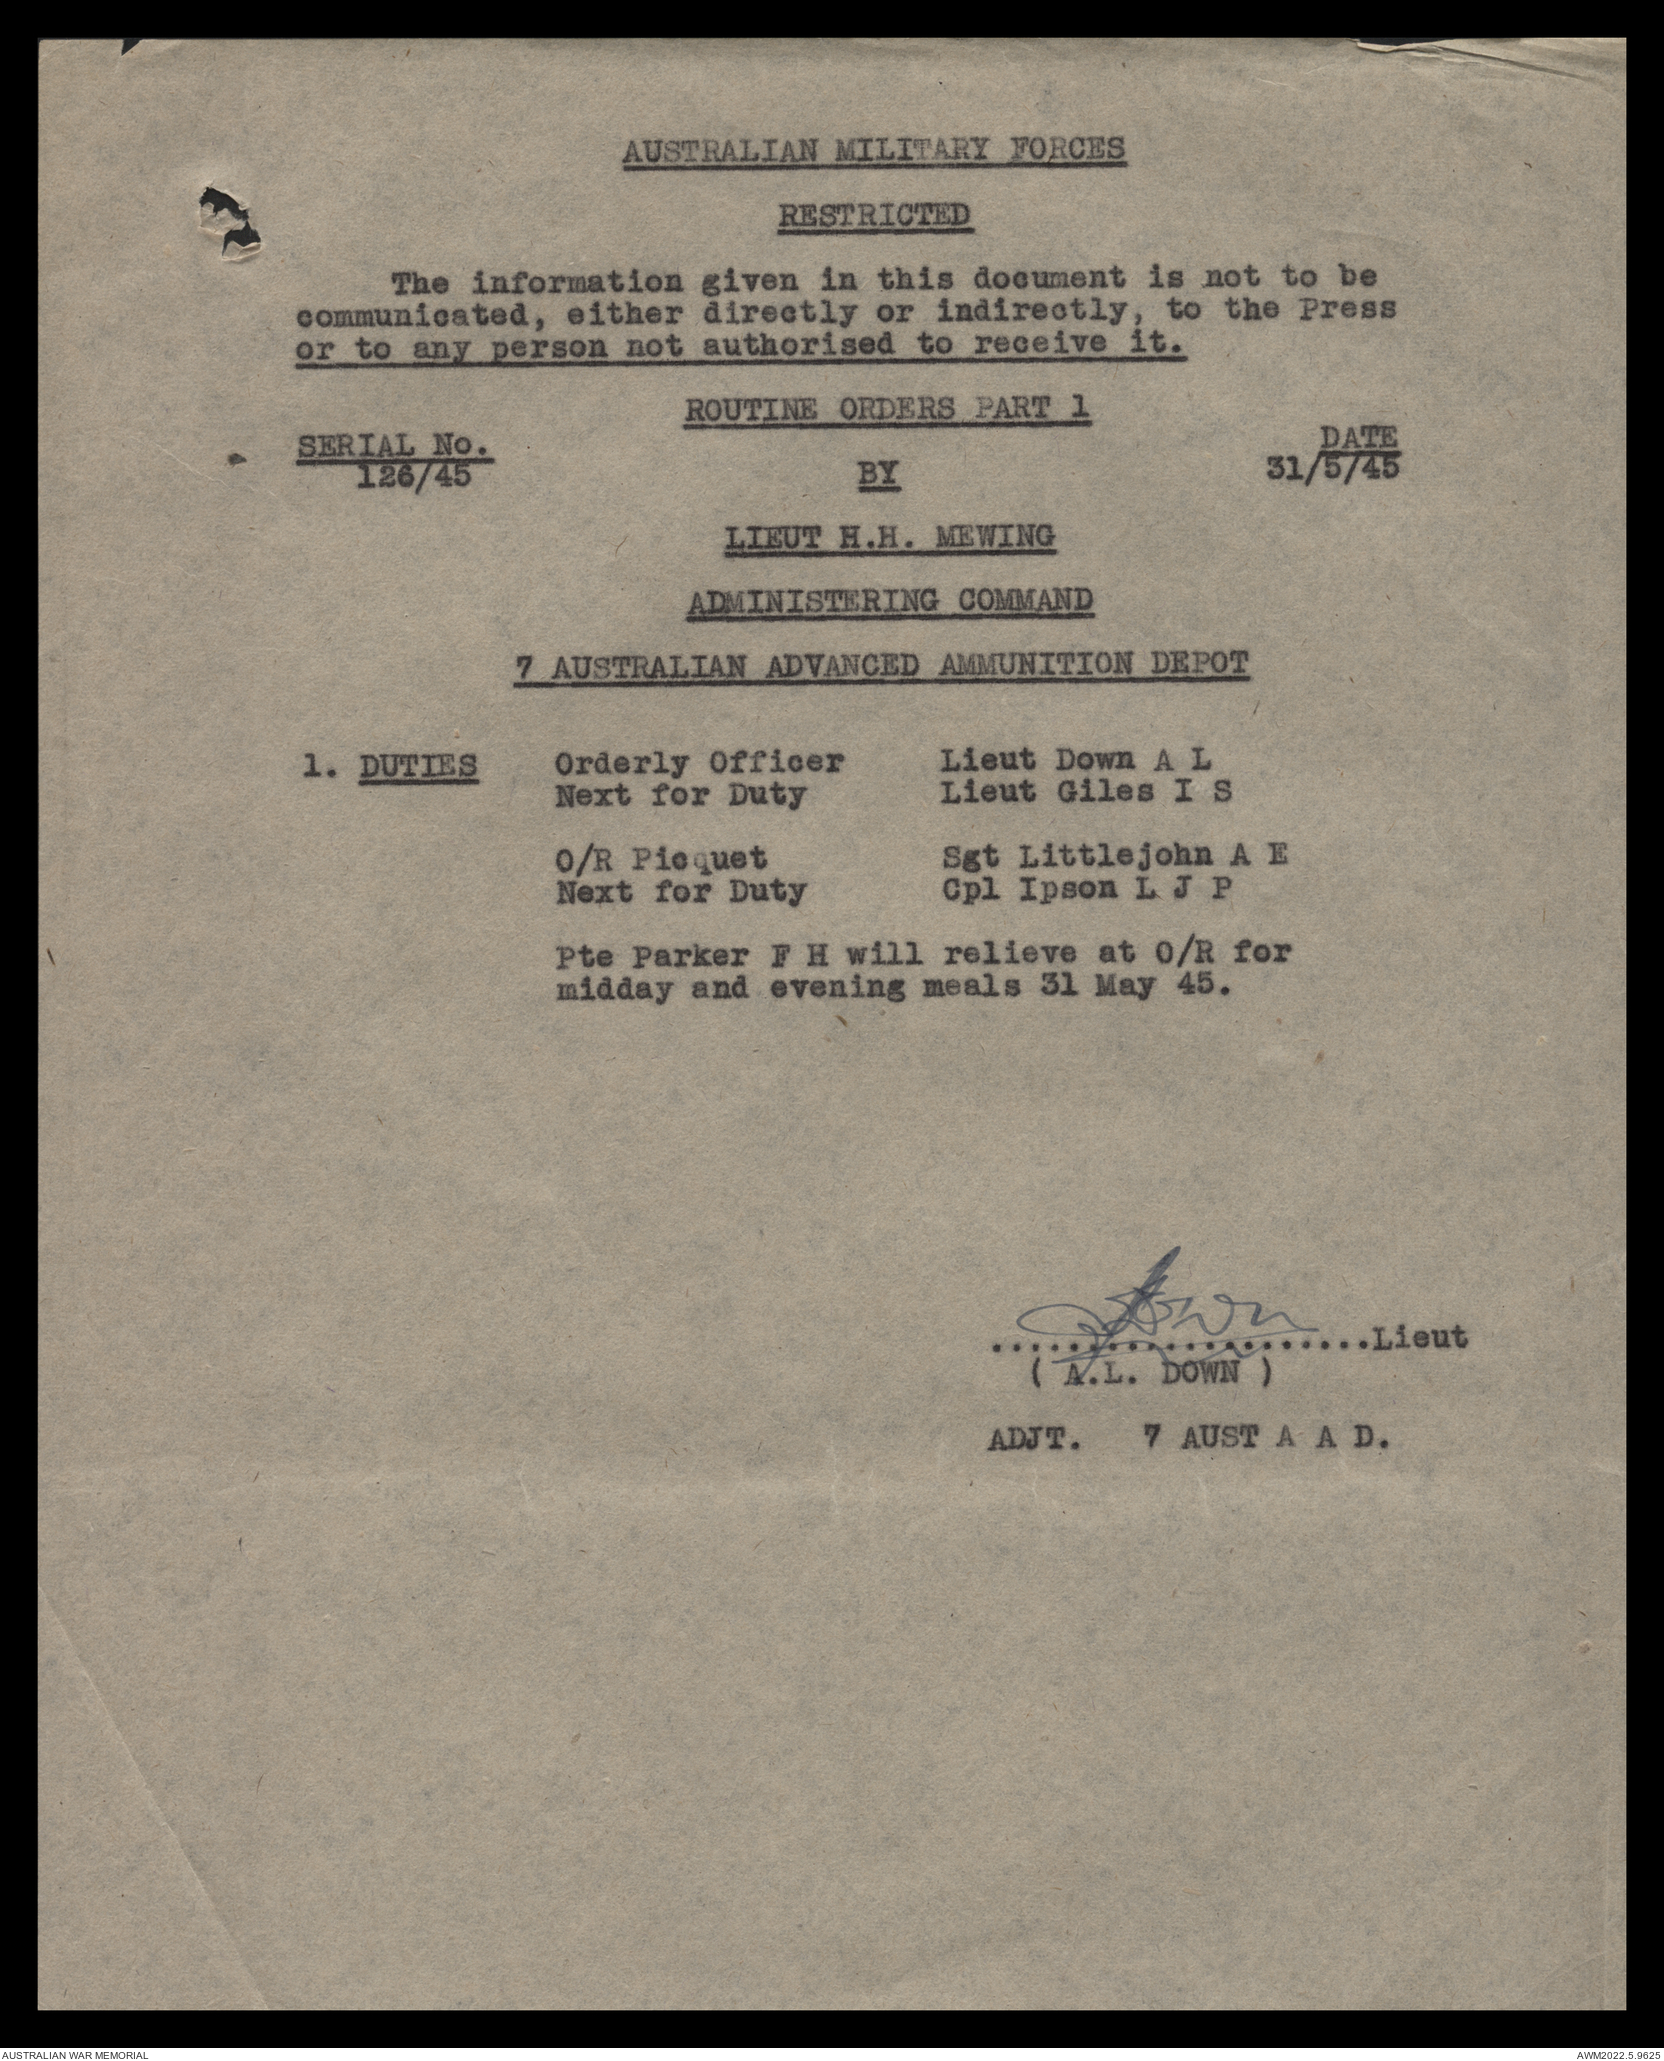 AUSTRALIAN MILITARY FORCES
RESTRICTED
The information given in this document is not to be
communicated, either directly or indirectly, to the Press
or to any person not authorised to receive it.
ROUTINE ORDERS PART 1
SERIAL No. DATE
126/45 BY 31/5/45
LIEUT H.H. MEWING
ADMINISTERING COMMAND
7 AUSTRALIAN ADVANCED AMMUNITION DEPOT
1. DUTIES Orderly Officer Lieut Down A L
Next for Duty Lieut Giles I S
O/R Picquet Sgt Littlejohn A E
Next for Duty Cpl Ipson L J P
Pte Parker F H will relieve at O/R for
midday and evening meals 31 May 45.
....................Lieut
( A.L. DOWN )
ADJT. 7 AUST A A D.
AUSTRALIAN WAR MEMORIAL AWM2022.5.9625